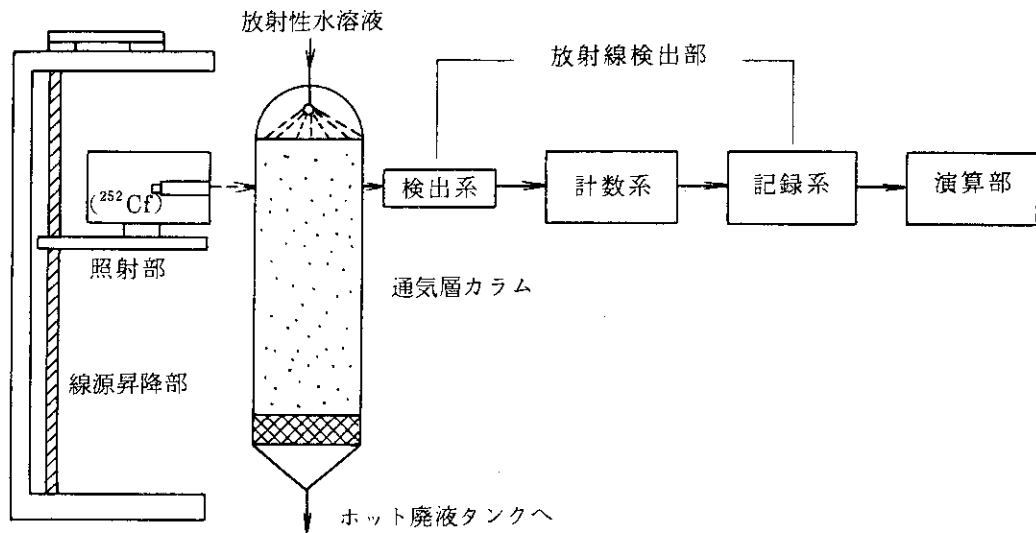 放射性水溶液
放射線検出部
(²⁵²Cf)
検出系
計数系
記録系
演算部
照射部
通気層カラム
線源昇降部
ホット廃液タンクへ